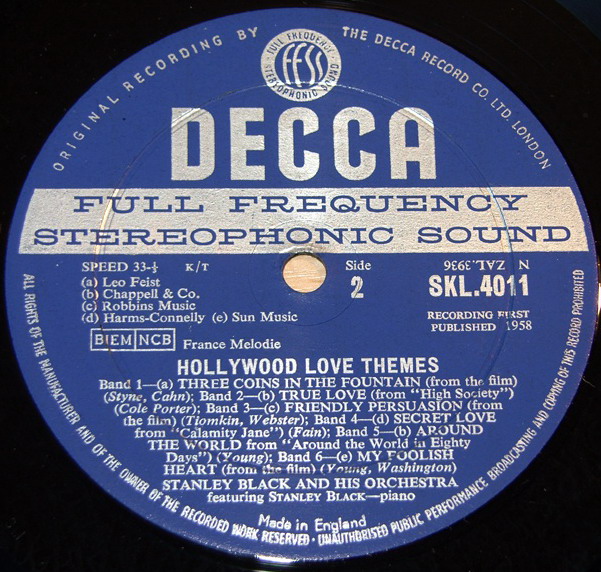 ORIGINAL RECORDING BY THE DECCA RECORD CO. LTD. LONDON
FULL FREQUENCY
FFSS
STEREOPHONIC SOUND
DECCA
FULL FREQUENCY
STEREOPHONIC SOUND
SPEED 33-⅓ K/T
(a) Leo Feist
(b) Chappell & Co.
(c) Robbins Music
(d) Harms-Connelly (e) Sun Music
BIEM NCB France Melodie
Side
2
ZAL.3936 N
SKL.4011
RECORDING FIRST
PUBLISHED 1958
HOLLYWOOD LOVE THEMES
Band 1—(a) THREE COINS IN THE FOUNTAIN (from the film)
(Styne, Cahn); Band 2—(b) TRUE LOVE (from "High Society")
(Cole Porter); Band 3—(c) FRIENDLY PERSUASION (from
the film) (Tiomkin, Webster); Band 4—(d) SECRET LOVE
from "Calamity Jane") (Fain); Band 5—(b) AROUND
THE WORLD from "Around the World in Eighty
Days") (Young); Band 6—(e) MY FOOLISH
HEART (from the film) (Young, Washington)
STANLEY BLACK AND HIS ORCHESTRA
featuring STANLEY BLACK—piano
Made in England
ALL RIGHTS OF THE MANUFACTURER AND OF THE OWNER OF THE RECORDED WORK RESERVED · UNAUTHORISED PUBLIC PERFORMANCE BROADCASTING AND COPYING OF THIS RECORD PROHIBITED